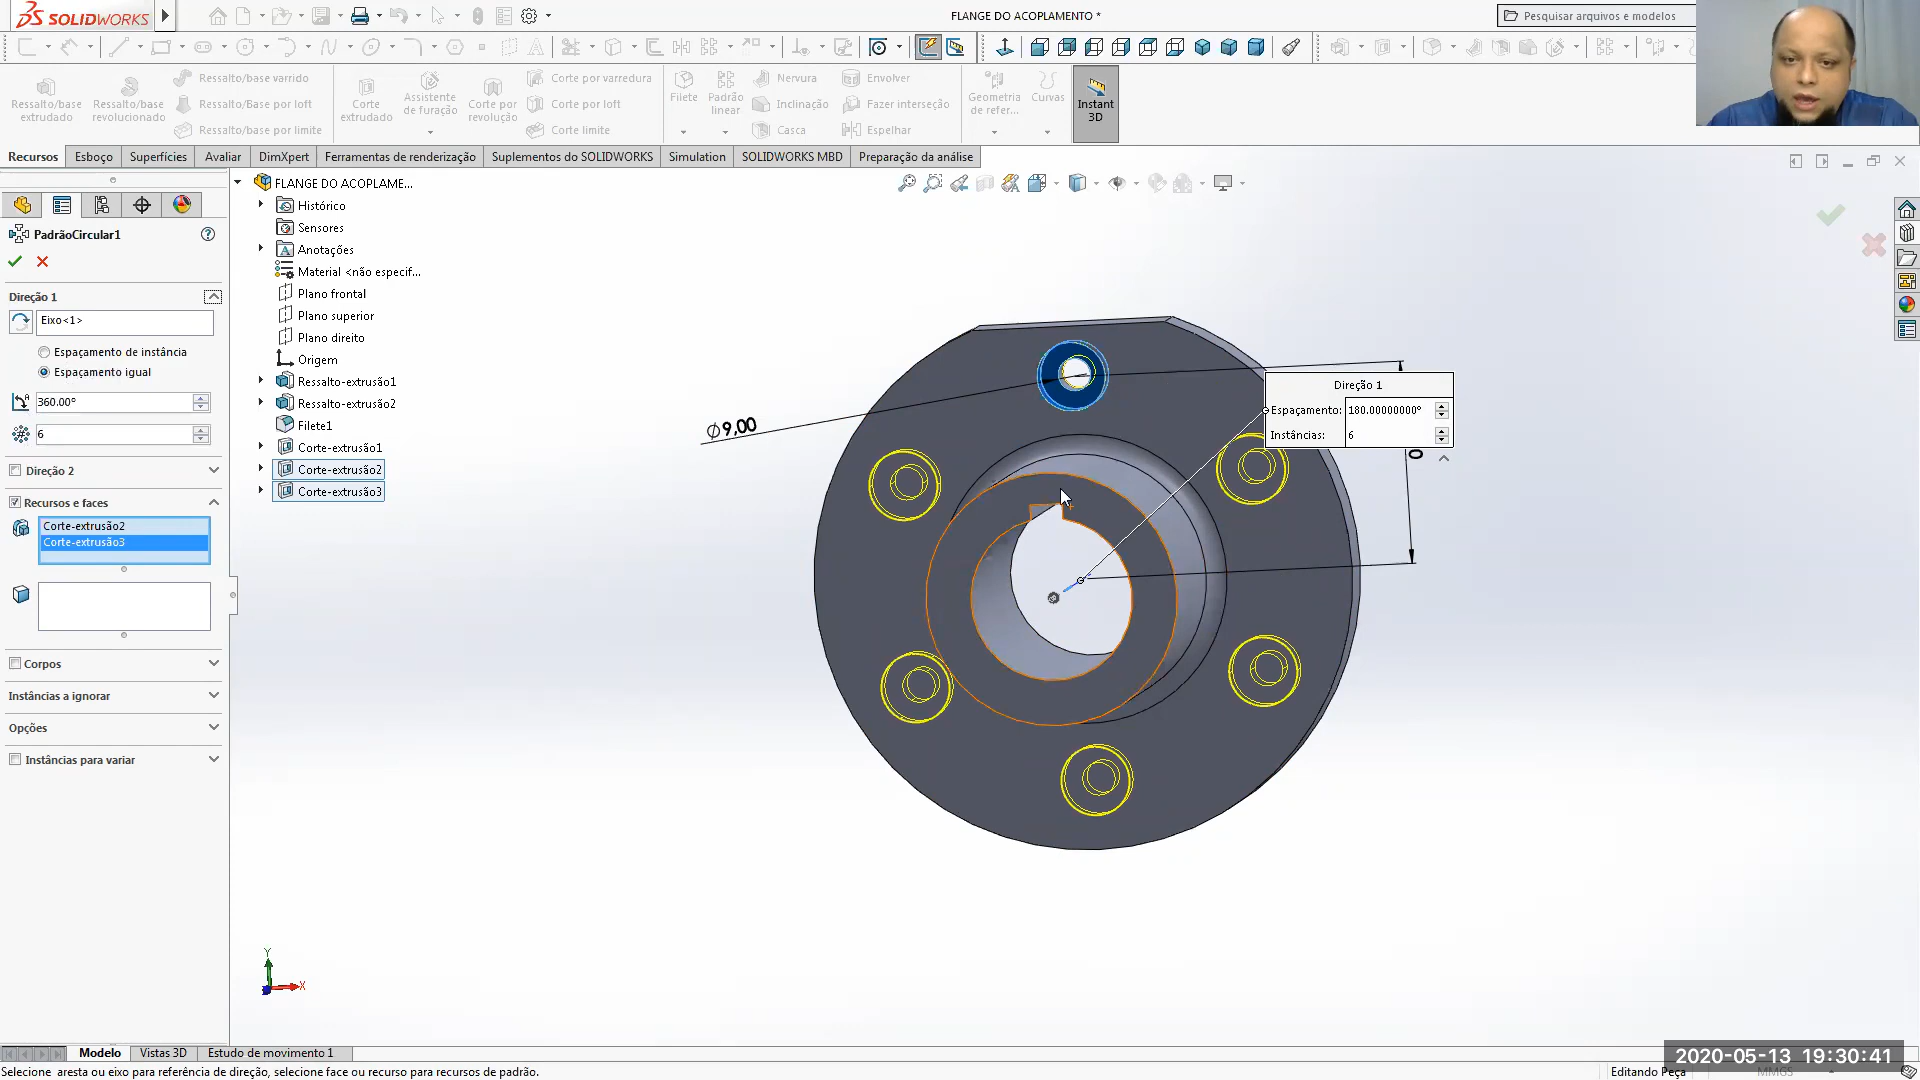 SOLIDWORKS
FLANGE DO ACOPLAMENTO *
Pesquisar arquivos e modelos
Ressalto/base extrudado
Ressalto/base revolucionado
Ressalto/base varrido
Ressalto/Base por loft
Ressalto/base por limite
Corte extrudado
Assistente de furação
Corte por revolução
Corte por varredura
Corte por loft
Corte limite
Filete
Padrão linear
Nervura
Inclinação
Casca
Envolver
Fazer interseção
Espelhar
Geometria de refer...
Curvas
Instant 3D
Recursos
Esboço
Superfícies
Avaliar
DimXpert
Ferramentas de renderização
Suplementos do SOLIDWORKS
Simulation
SOLIDWORKS MBD
Preparação da análise
PadrãoCircular1
Direção 1
Eixo<1>
Espaçamento de instância
Espaçamento igual
360.00°
6
Direção 2
Recursos e faces
Corte-extrusão2
Corte-extrusão3
Corpos
Instâncias a ignorar
Opções
Instâncias para variar
FLANGE DO ACOPLAME...
Histórico
Sensores
Anotações
Material <não especif...
Plano frontal
Plano superior
Plano direito
Origem
Ressalto-extrusão1
Ressalto-extrusão2
Filete1
Corte-extrusão1
Corte-extrusão2
Corte-extrusão3
Ø9,00
Direção 1
Espaçamento: 180.00000000°
Instâncias: 6
0
Y
X
Modelo
Vistas 3D
Estudo de movimento 1
2020-05-13 19:30:41
Selecione aresta ou eixo para referência de direção, selecione face ou recurso para recursos de padrão.
Editando Peça
MMGS